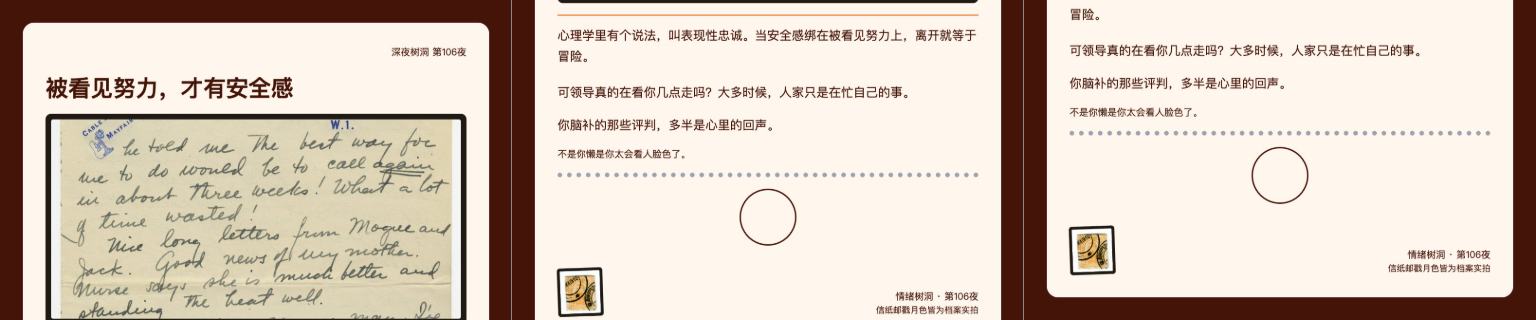 深夜树洞 第106夜
被看见努力，才有安全感
CABLE
MAYFAIR
W.1.
he told me The best way for
me to do would be to call again
in about three weeks! What a lot
of time wasted!
Nice long letters from Mogue and
Jack. Good news of my mother.
Nurse says she is much better and
standing the heat well.
心理学里有个说法，叫表现性忠诚。当安全感绑在被看见努力上，离开就等于
冒险。
可领导真的在看你几点走吗？大多时候，人家只是在忙自己的事。
你脑补的那些评判，多半是心里的回声。
不是你懒是你太会看人脸色了。
情绪树洞 · 第106夜
信纸邮戳月色皆为档案实拍
冒险。
可领导真的在看你几点走吗？大多时候，人家只是在忙自己的事。
你脑补的那些评判，多半是心里的回声。
不是你懒是你太会看人脸色了。
情绪树洞 · 第106夜
信纸邮戳月色皆为档案实拍